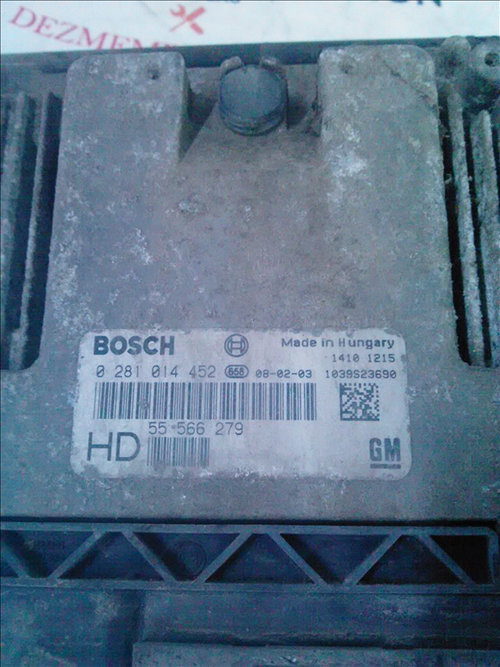 DEZMEM
BOSCH
Made in Hungary
1410 1215
0 281 014 452 658 08-02-03 1039S23690
55 566 279
HD
GM